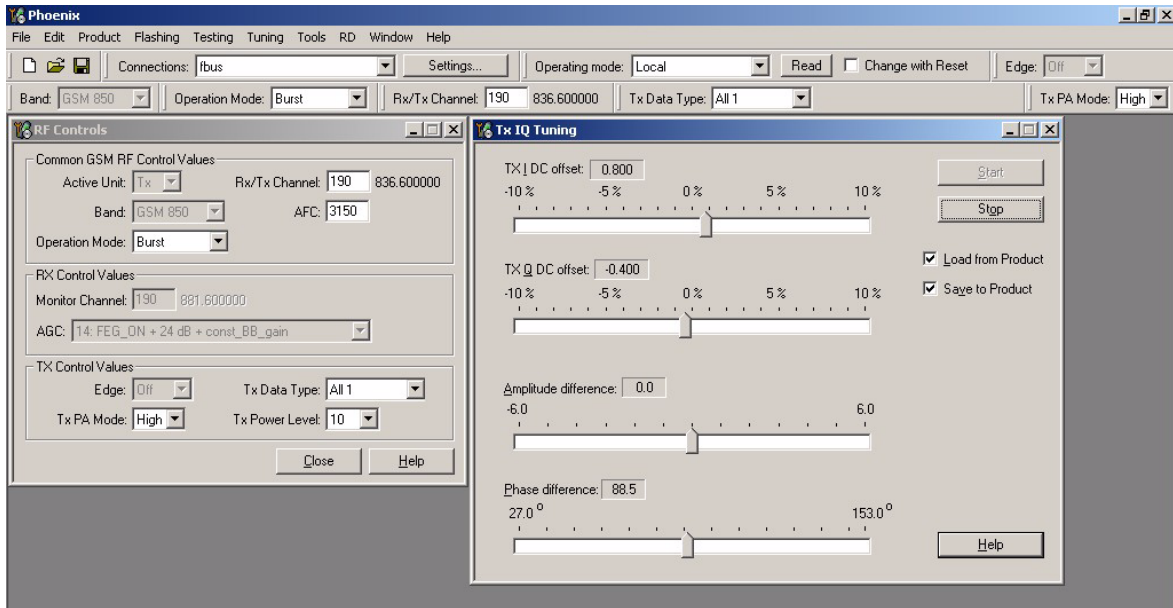 Phoenix
File Edit Product Flashing Testing Tuning Tools RD Window Help
Connections: fbus Settings... Operating mode: Local Read Change with Reset Edge: Off
Band: GSM 850 Operation Mode: Burst Rx/Tx Channel: 190 836.600000 Tx Data Type: All 1 Tx PA Mode: High
RF Controls
Common GSM RF Control Values
Active Unit: Tx Rx/Tx Channel: 190 836.600000
Band: GSM 850 AFC: 3150
Operation Mode: Burst
RX Control Values
Monitor Channel: 190 881.600000
AGC: 14: FEG_ON + 24 dB + const_BB_gain
TX Control Values
Edge: Off Tx Data Type: All 1
Tx PA Mode: High Tx Power Level: 10
Close Help
Tx IQ Tuning
TX I DC offset: 0.800
-10 % -5 % 0 % 5 % 10 %
Start
Stop
TX Q DC offset: -0.400
-10 % -5 % 0 % 5 % 10 %
Load from Product
Save to Product
Amplitude difference: 0.0
-6.0 6.0
Phase difference: 88.5
27.0 ° 153.0 °
Help